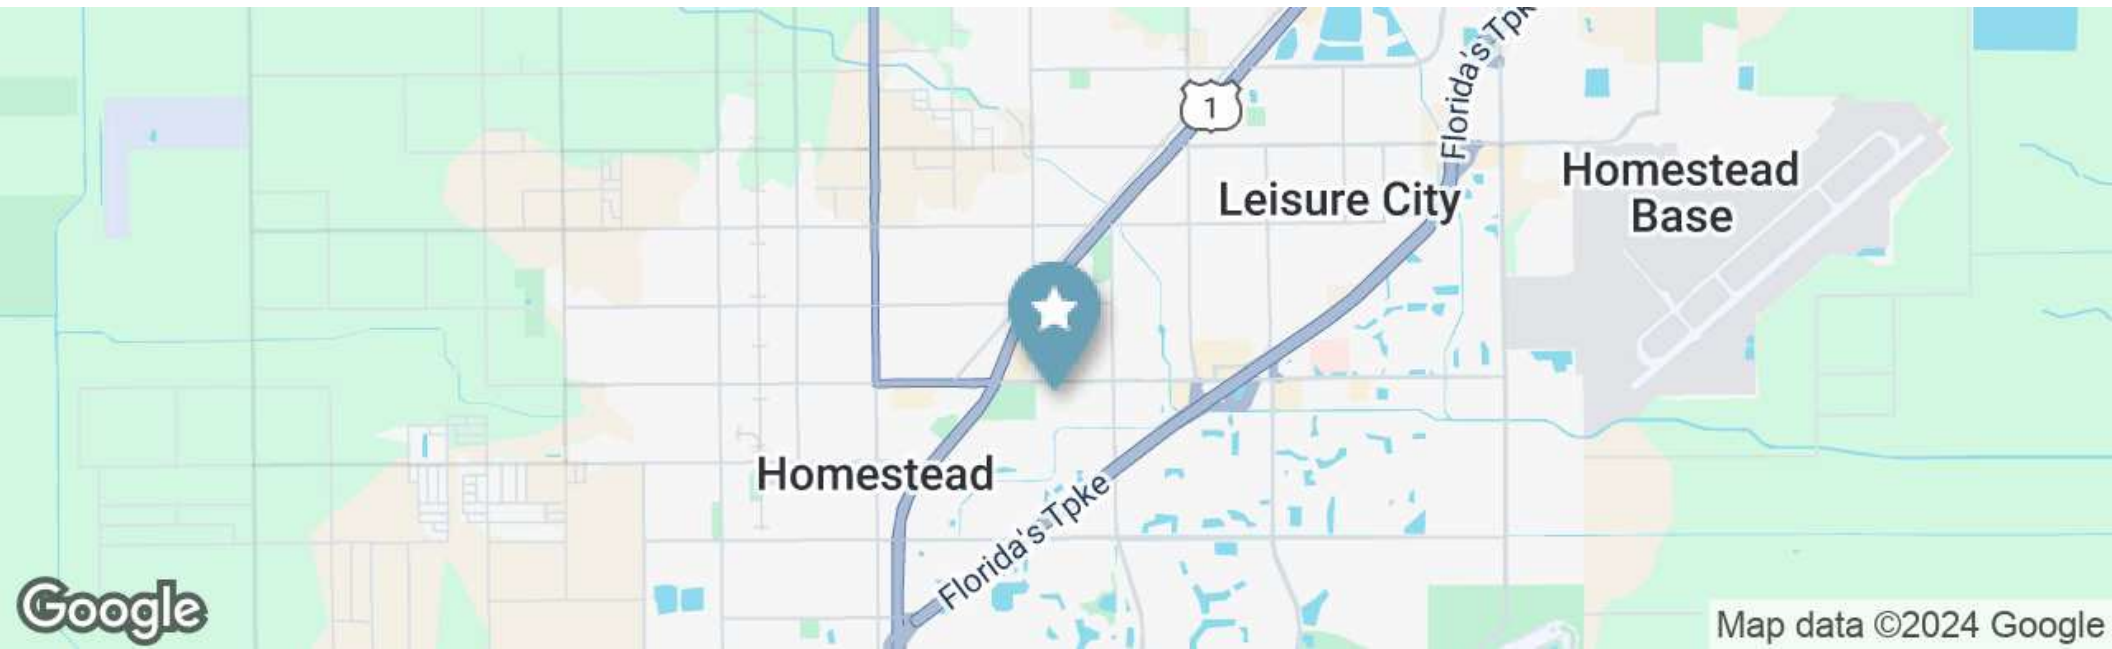 Florida's Tpke
1
Homestead
Base
Leisure City
Homestead
Florida's Tpke
Google
Map data ©2024 Google